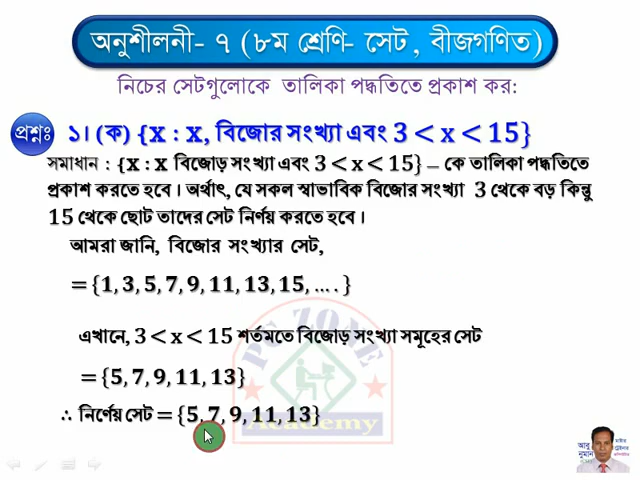 অনুশীলনী- ৭ (৮ম শ্রেণি- সেট , বীজগণিত)
নিচের সেটগুলোকে তালিকা পদ্ধতিতে প্রকাশ কর:
প্রশ্নঃ ১। (ক) {x : x, বিজোর সংখ্যা এবং 3 < x < 15}
সমাধান : {x : x বিজোড় সংখ্যা এবং 3 < x < 15} – কে তালিকা পদ্ধতিতে
প্রকাশ করতে হবে। অর্থাৎ, যে সকল স্বাভাবিক বিজোর সংখ্যা 3 থেকে বড় কিন্তু
15 থেকে ছোট তাদের সেট নির্ণয় করতে হবে।
আমরা জানি, বিজোর সংখ্যার সেট,
= {1, 3, 5, 7, 9, 11, 13, 15, … . }
এখানে, 3 < x < 15 শর্তমতে বিজোড় সংখ্যা সমূহের সেট
= {5, 7, 9, 11, 13}
∴ নির্ণেয় সেট = {5, 7, 9, 11, 13}
PC ZONE
Academy
আবু
নুমান